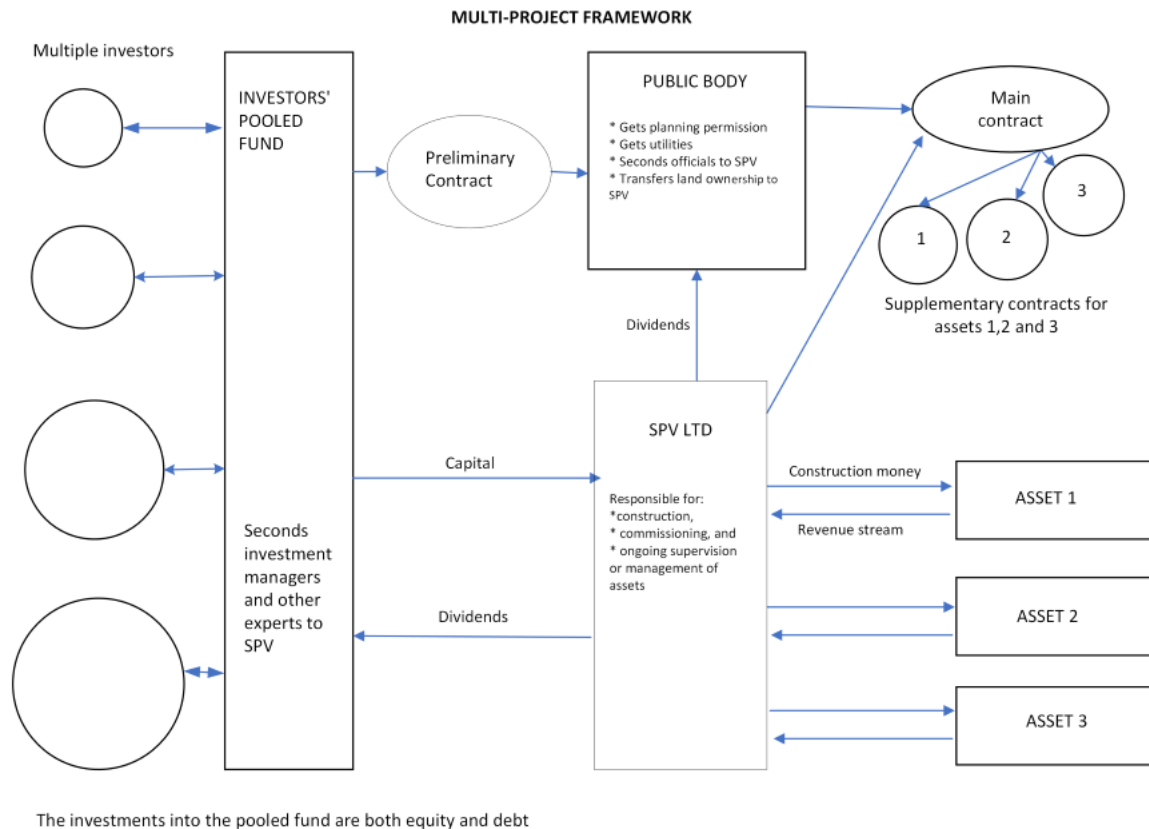 MULTI-PROJECT FRAMEWORK
Multiple investors
INVESTORS'
POOLED
FUND
Seconds
investment
managers
and other
experts to
SPV
Preliminary
Contract
PUBLIC BODY
* Gets planning permission
* Gets utilities
* Seconds officials to SPV
* Transfers land ownership to
SPV
Main
contract
1
2
3
Supplementary contracts for
assets 1,2 and 3
Dividends
Capital
Dividends
SPV LTD
Responsible for:
*construction,
* commissioning, and
* ongoing supervision
or management of
assets
Construction money
Revenue stream
ASSET 1
ASSET 2
ASSET 3
The investments into the pooled fund are both equity and debt